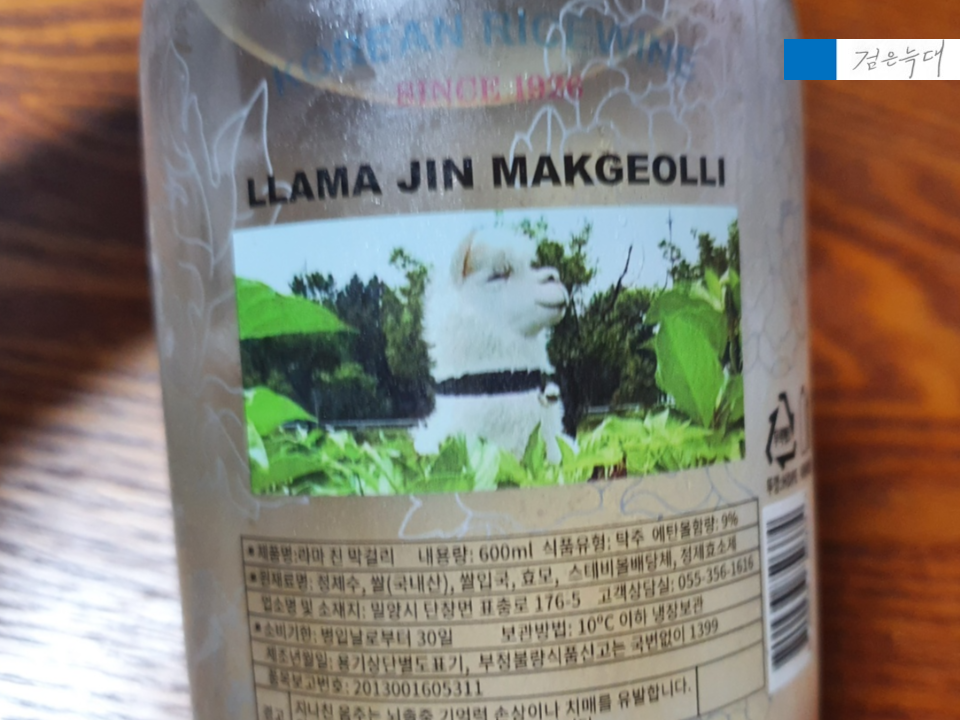 검은늑대
KOREAN RICE WINE
SINCE 1926
LLAMA JIN MAKGEOLLI
*제품명:라마 진 막걸리 내용량: 600ml 식품유형: 탁주 에탄올함량: 9%
*원재료명: 정제수, 쌀(국내산), 쌀입국, 효모, 스테비올배당체, 정제효소제
업소명 및 소재지: 밀양시 단장면 표충로 176-5 고객상담실: 055-356-1616
*소비기한: 병입날로부터 30일 보관방법: 10°C 이하 냉장보관
제조년월일: 용기상단별도표기, 부정불량식품신고는 국번없이 1399
품목보고번호: 2013001605311
경고 지나친 음주는 뇌졸중 기억력 손상이나 치매를 유발합니다.